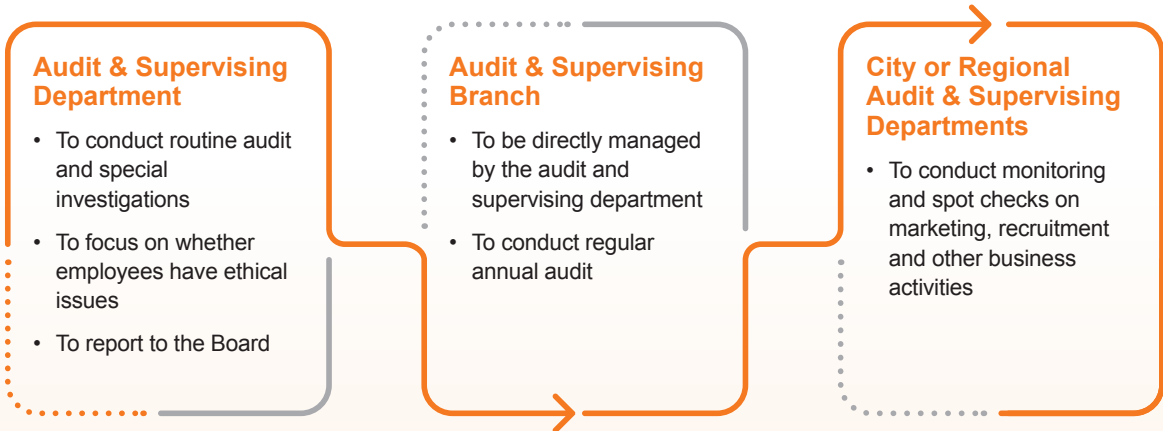 Audit & Supervising
Department
• To conduct routine audit
and special
investigations
• To focus on whether
employees have ethical
issues
• To report to the Board
Audit & Supervising
Branch
• To be directly managed
by the audit and
supervising department
• To conduct regular
annual audit
City or Regional
Audit & Supervising
Departments
• To conduct monitoring
and spot checks on
marketing, recruitment
and other business
activities